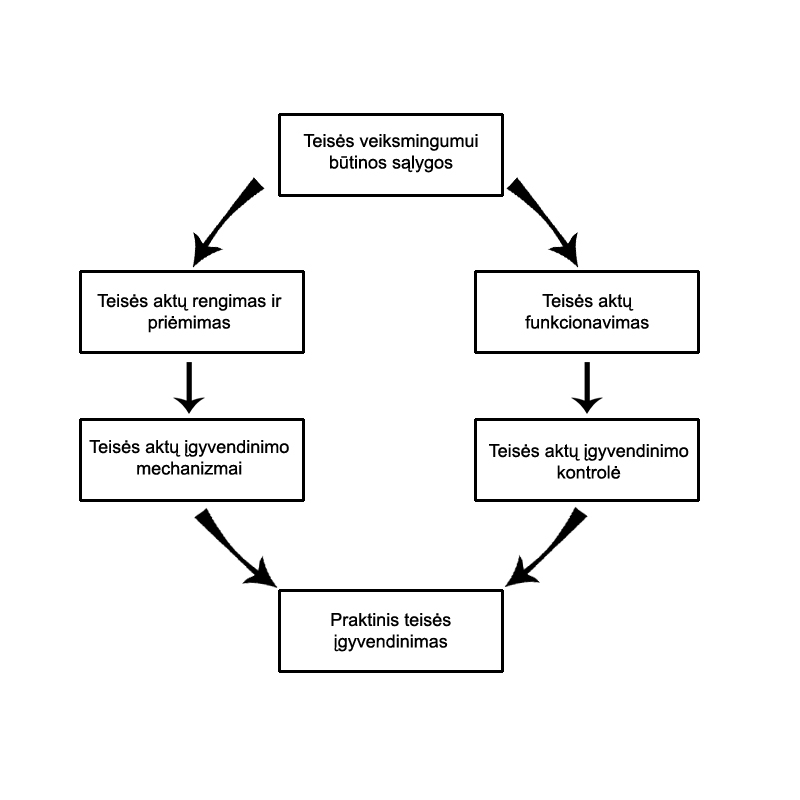 Teisės veiksmingumui
būtinos sąlygos
Teisės aktų rengimas ir
priėmimas
Teisės aktų
funkcionavimas
Teisės aktų įgyvendinimo
mechanizmai
Teisės aktų įgyvendinimo
kontrolė
Praktinis teisės
įgyvendinimas